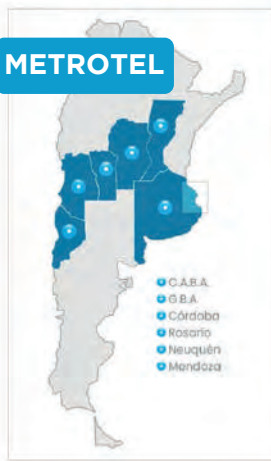 METROTEL
C.A.B.A.
G.B.A.
Córdoba
Rosario
Neuquén
Mendoza